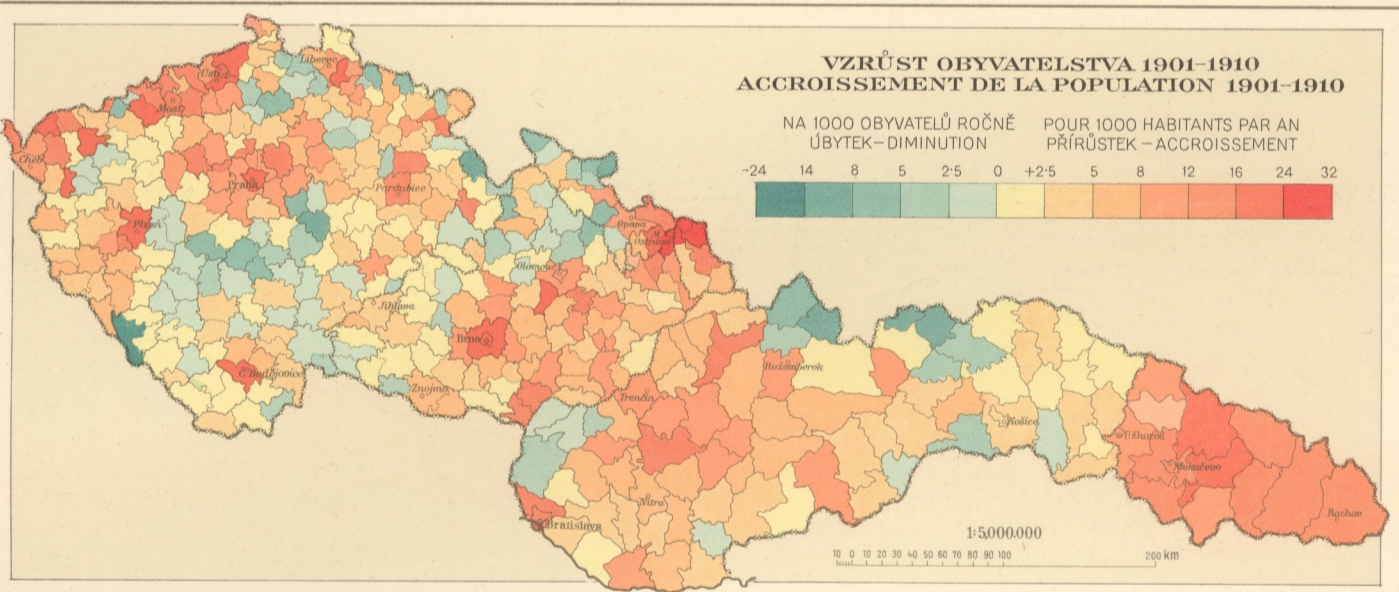 VZRŮST OBYVATELSTVA 1901-1910
ACCROISSEMENT DE LA POPULATION 1901-1910
NA 1000 OBYVATELŮ ROČNĚ
ÚBYTEK-DIMINUTION
POUR 1000 HABITANTS PAR AN
PŘÍRŮSTEK-ACCROISSEMENT
-24 14 8 5 2·5 0 +2·5 5 8 12 16 24 32
Liberec
Ústí
Most
Cheb
Praha
Pardubice
Plzeň
Opava
Ostrava
Olomouc
Jihlava
Brno
Č. Budějovice
Znojmo
Ružomberok
Trenčín
Košice
Užhorod
Mukačevo
Nitra
Rachov
Bratislava
1:5,000.000
10 0 10 20 30 40 50 60 70 80 90 100 200 km